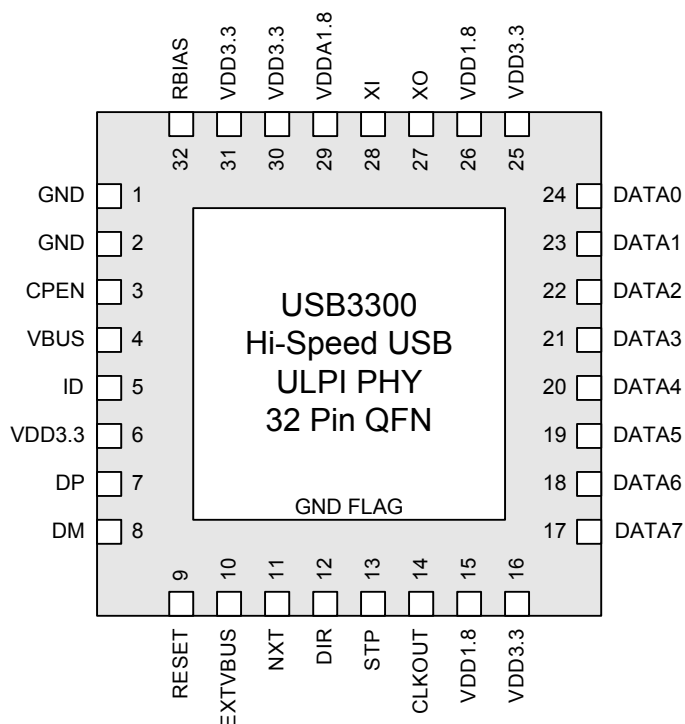 RBIAS
VDD3.3
VDD3.3
VDDA1.8
XI
XO
VDD1.8
VDD3.3
32
31
30
29
28
27
26
25
GND 1
GND 2
CPEN 3
VBUS 4
ID 5
VDD3.3 6
DP 7
DM 8
24 DATA0
23 DATA1
22 DATA2
21 DATA3
20 DATA4
19 DATA5
18 DATA6
17 DATA7
USB3300
Hi-Speed USB
ULPI PHY
32 Pin QFN
GND FLAG
9
10
11
12
13
14
15
16
RESET
EXTVBUS
NXT
DIR
STP
CLKOUT
VDD1.8
VDD3.3